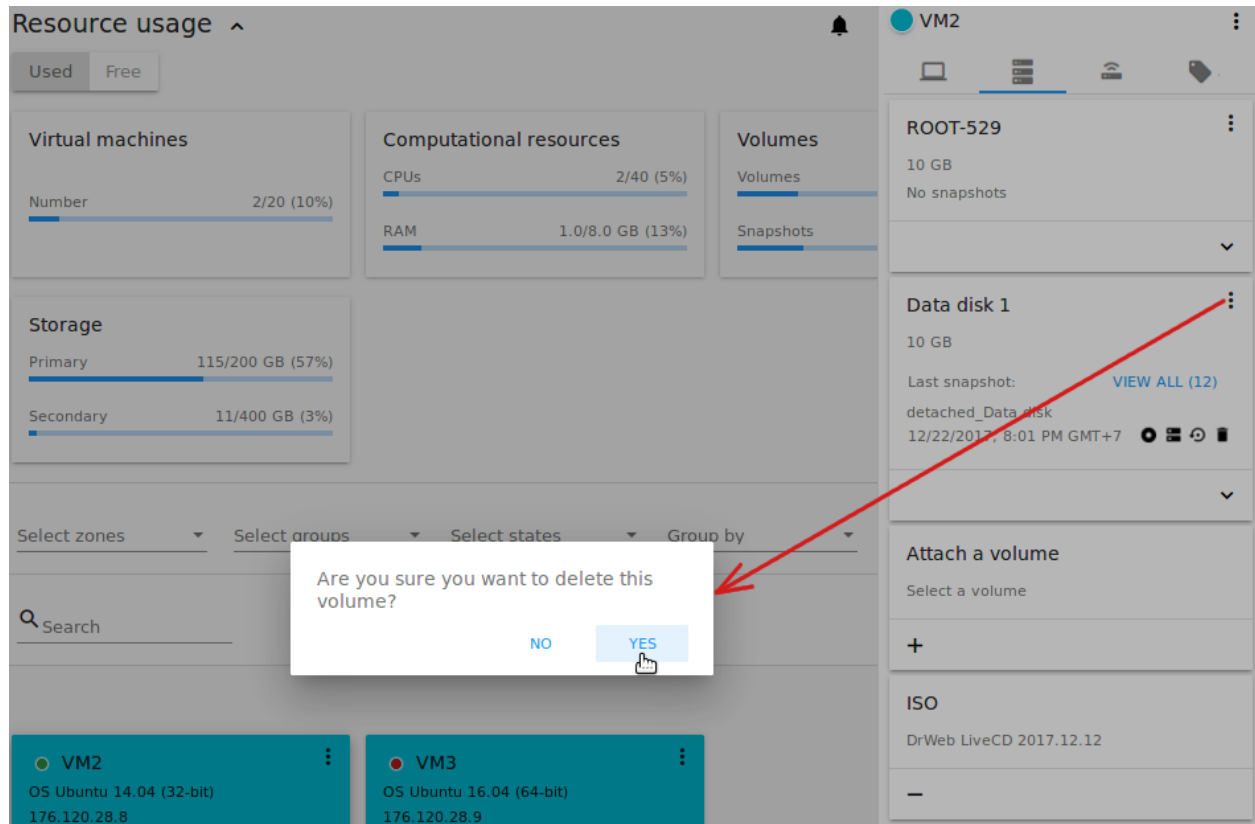 Resource usage
Used Free
Virtual machines
Number 2/20 (10%)
Computational resources
CPUs 2/40 (5%)
RAM 1.0/8.0 GB (13%)
Volumes
Volumes
Snapshots
Storage
Primary 115/200 GB (57%)
Secondary 11/400 GB (3%)
Select zones Select groups Select states Group by
Search
Are you sure you want to delete this
volume?
NO YES
VM2
OS Ubuntu 14.04 (32-bit)
176.120.28.8
VM3
OS Ubuntu 16.04 (64-bit)
176.120.28.9
VM2
ROOT-529
10 GB
No snapshots
Data disk 1
10 GB
Last snapshot: VIEW ALL (12)
detached_Data disk
12/22/2017, 8:01 PM GMT+7
Attach a volume
Select a volume
+
ISO
DrWeb LiveCD 2017.12.12